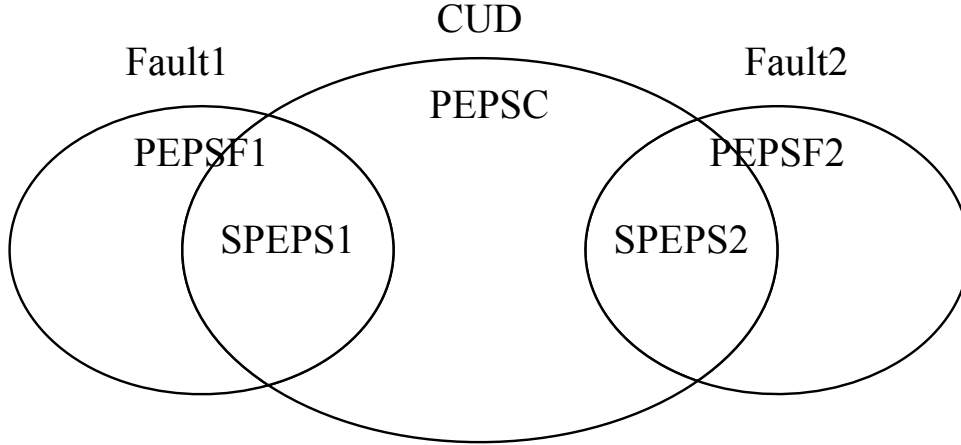 CUD
Fault1
Fault2
PEPSC
PEPSF1
PEPSF2
SPEPS1
SPEPS2